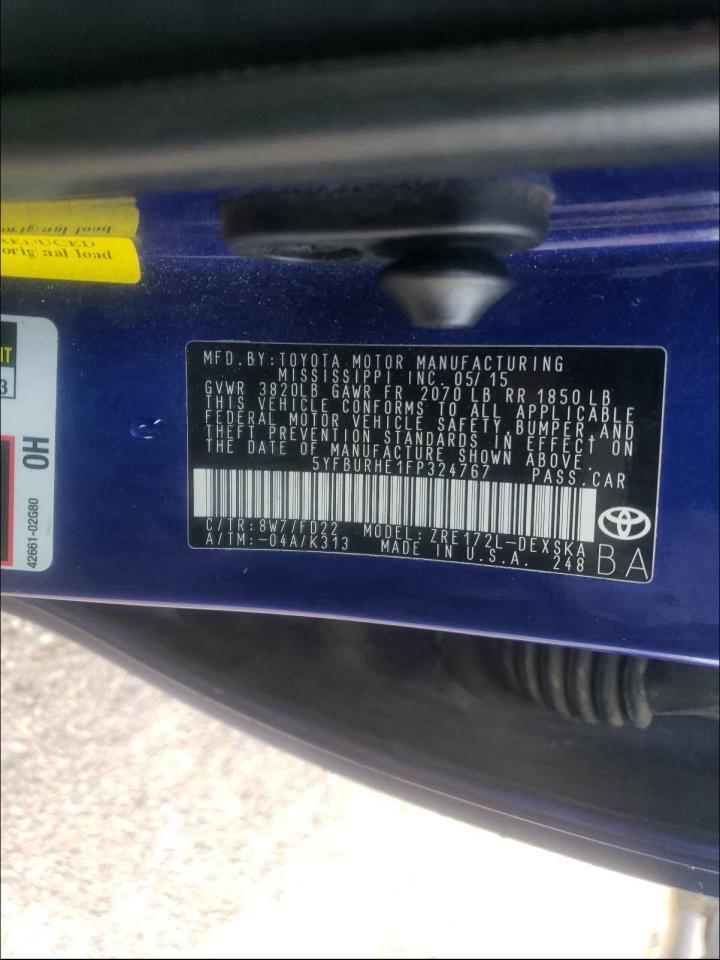 REDUCED
original load
IT
3
OH
42661-02G80
MFD. BY: TOYOTA MOTOR MANUFACTURING
MISSISSIPPI INC. 05/15
GVWR 3820LB GAWR FR 2070 LB RR 1850 LB
THIS VEHICLE CONFORMS TO ALL APPLICABLE
FEDERAL MOTOR VEHICLE SAFETY, BUMPER AND
THEFT PREVENTION STANDARDS IN EFFECT ON
THE DATE OF MANUFACTURE SHOWN ABOVE.
5YFBURHE1FP324767 PASS. CAR
C/TR: 8W7/FD22 MODEL: ZRE172L-DEXSKA
A/TM: -04A/K313 MADE IN U.S.A. 248 BA